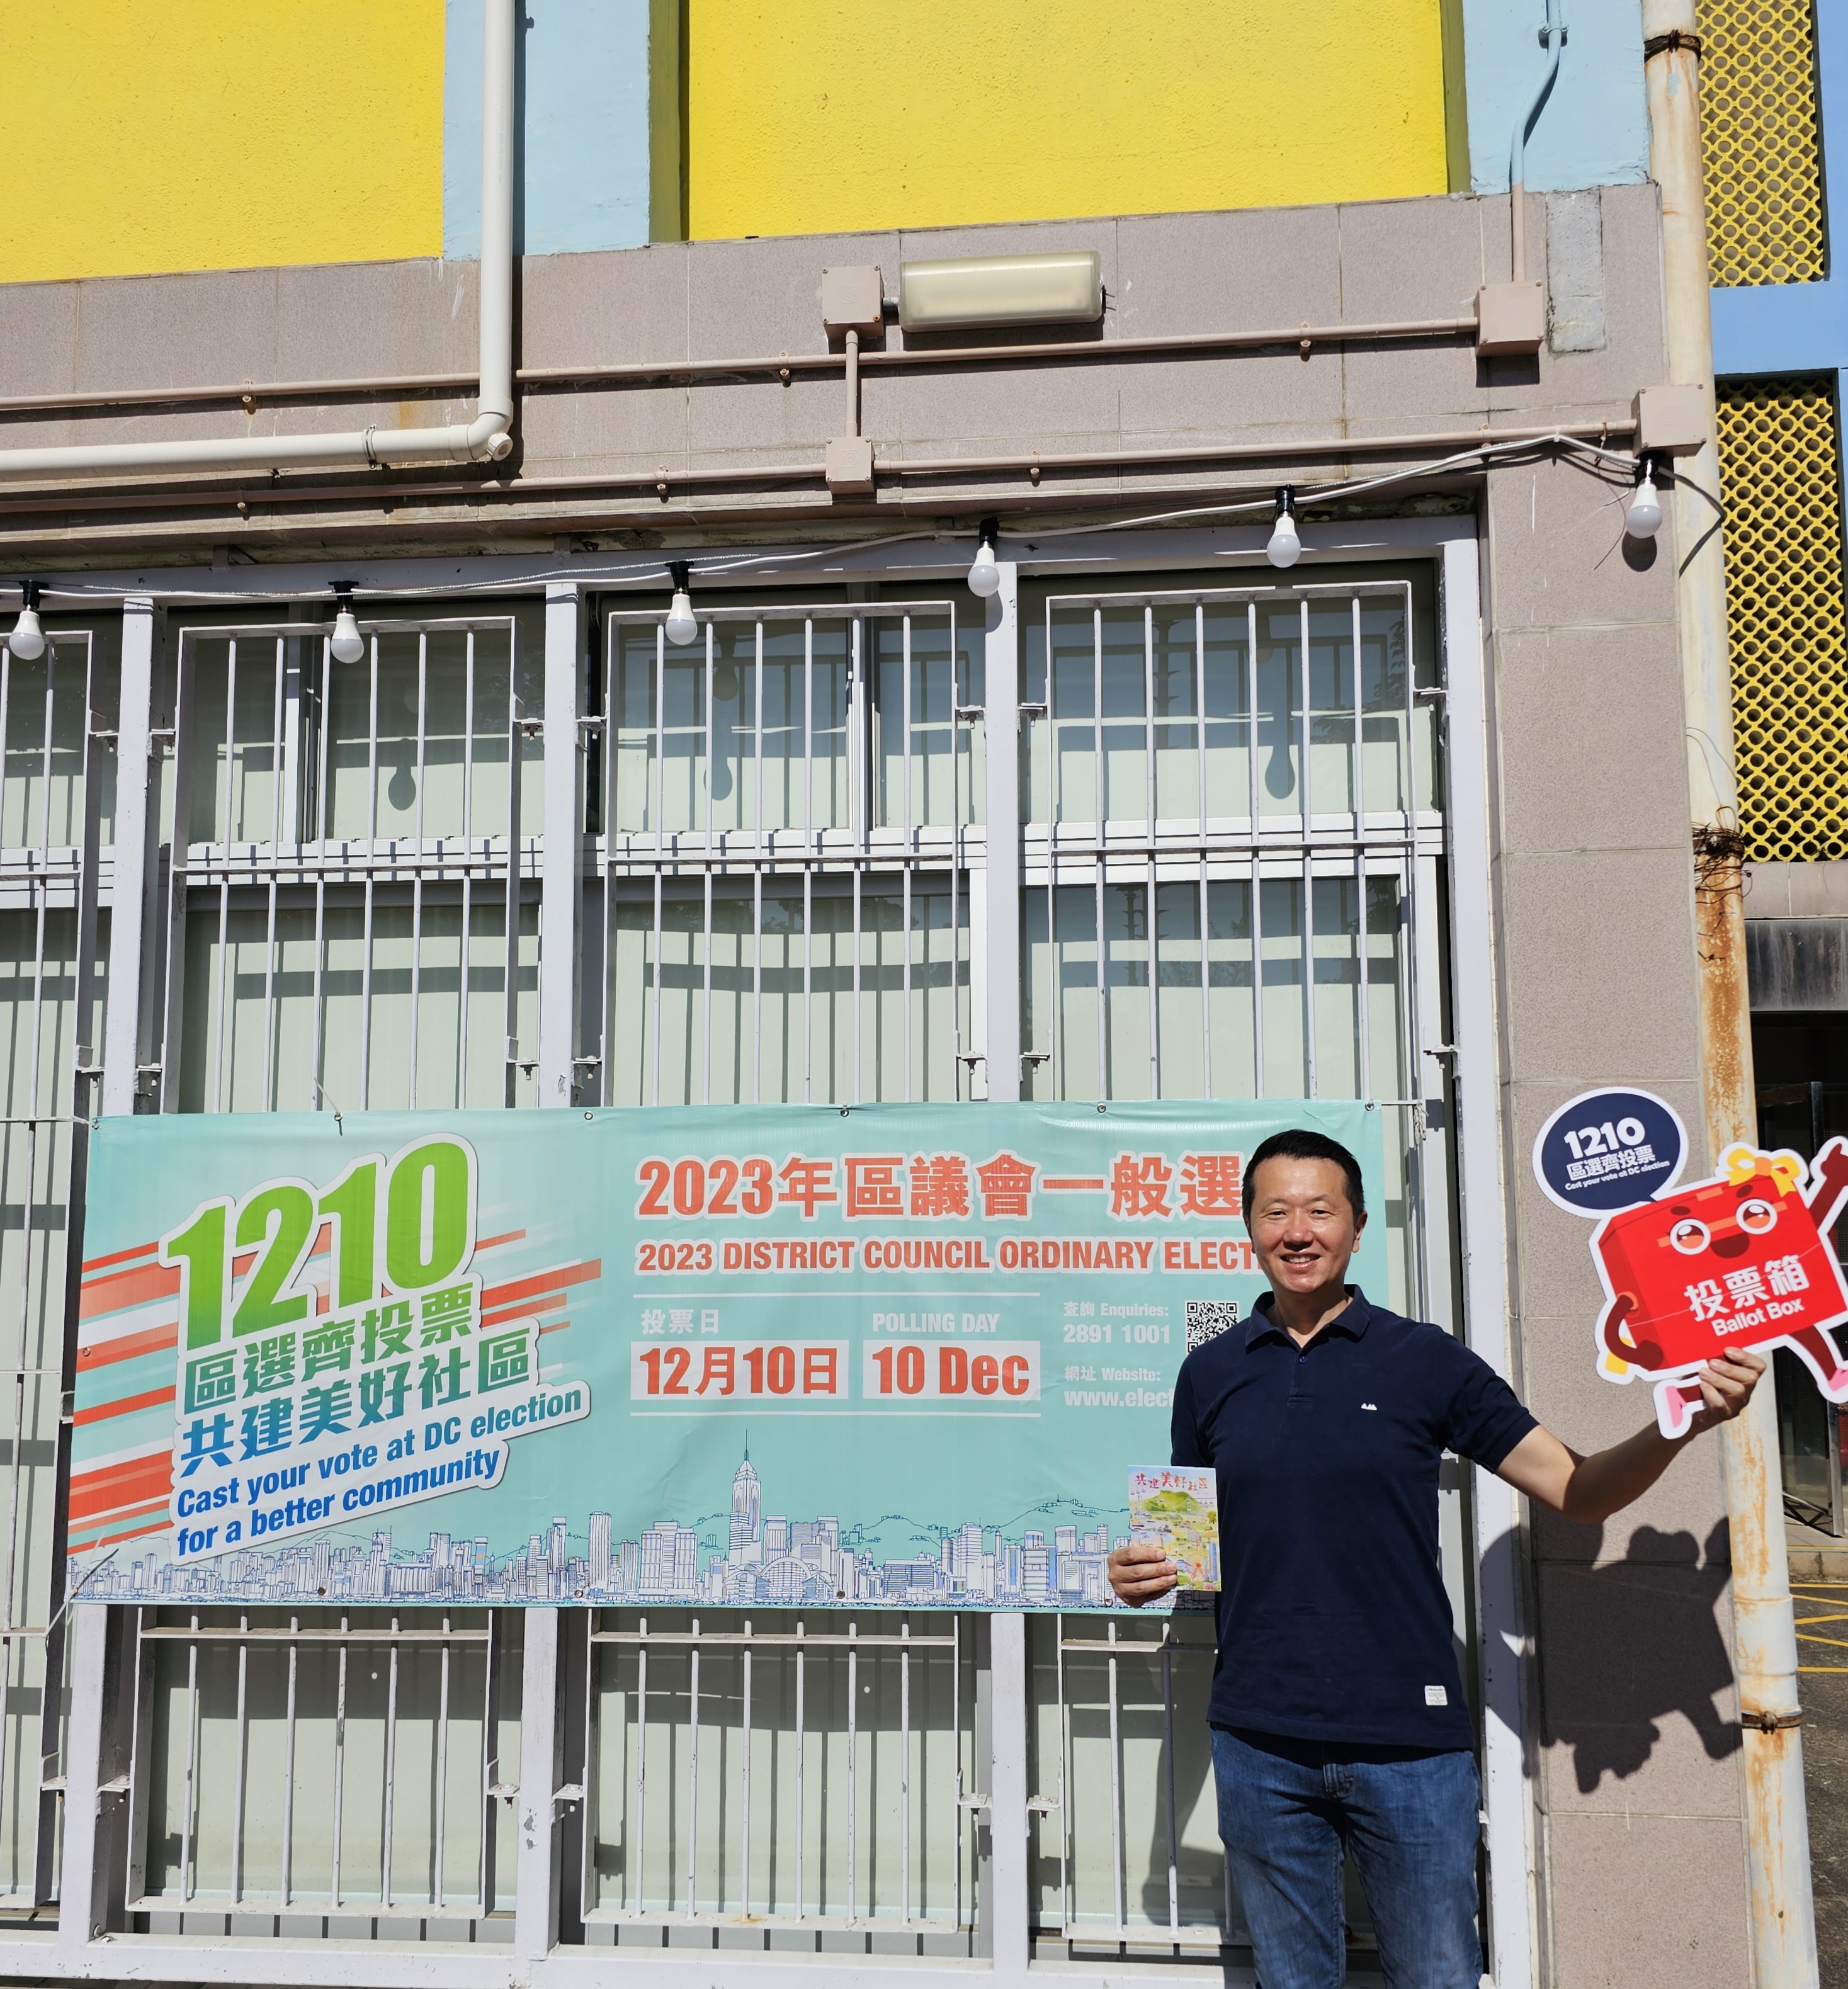 1210
區選齊投票
共建美好社區
Cast your vote at DC election
for a better community
2023年區議會一般選
2023 DISTRICT COUNCIL ORDINARY ELECT
投票日
POLLING DAY
12月10日
10 Dec
查詢 Enquiries:
2891 1001
網址 Website:
www.elect
共建美好社區
1210
區選齊投票
Cast your vote at DC election
投票箱
Ballot Box